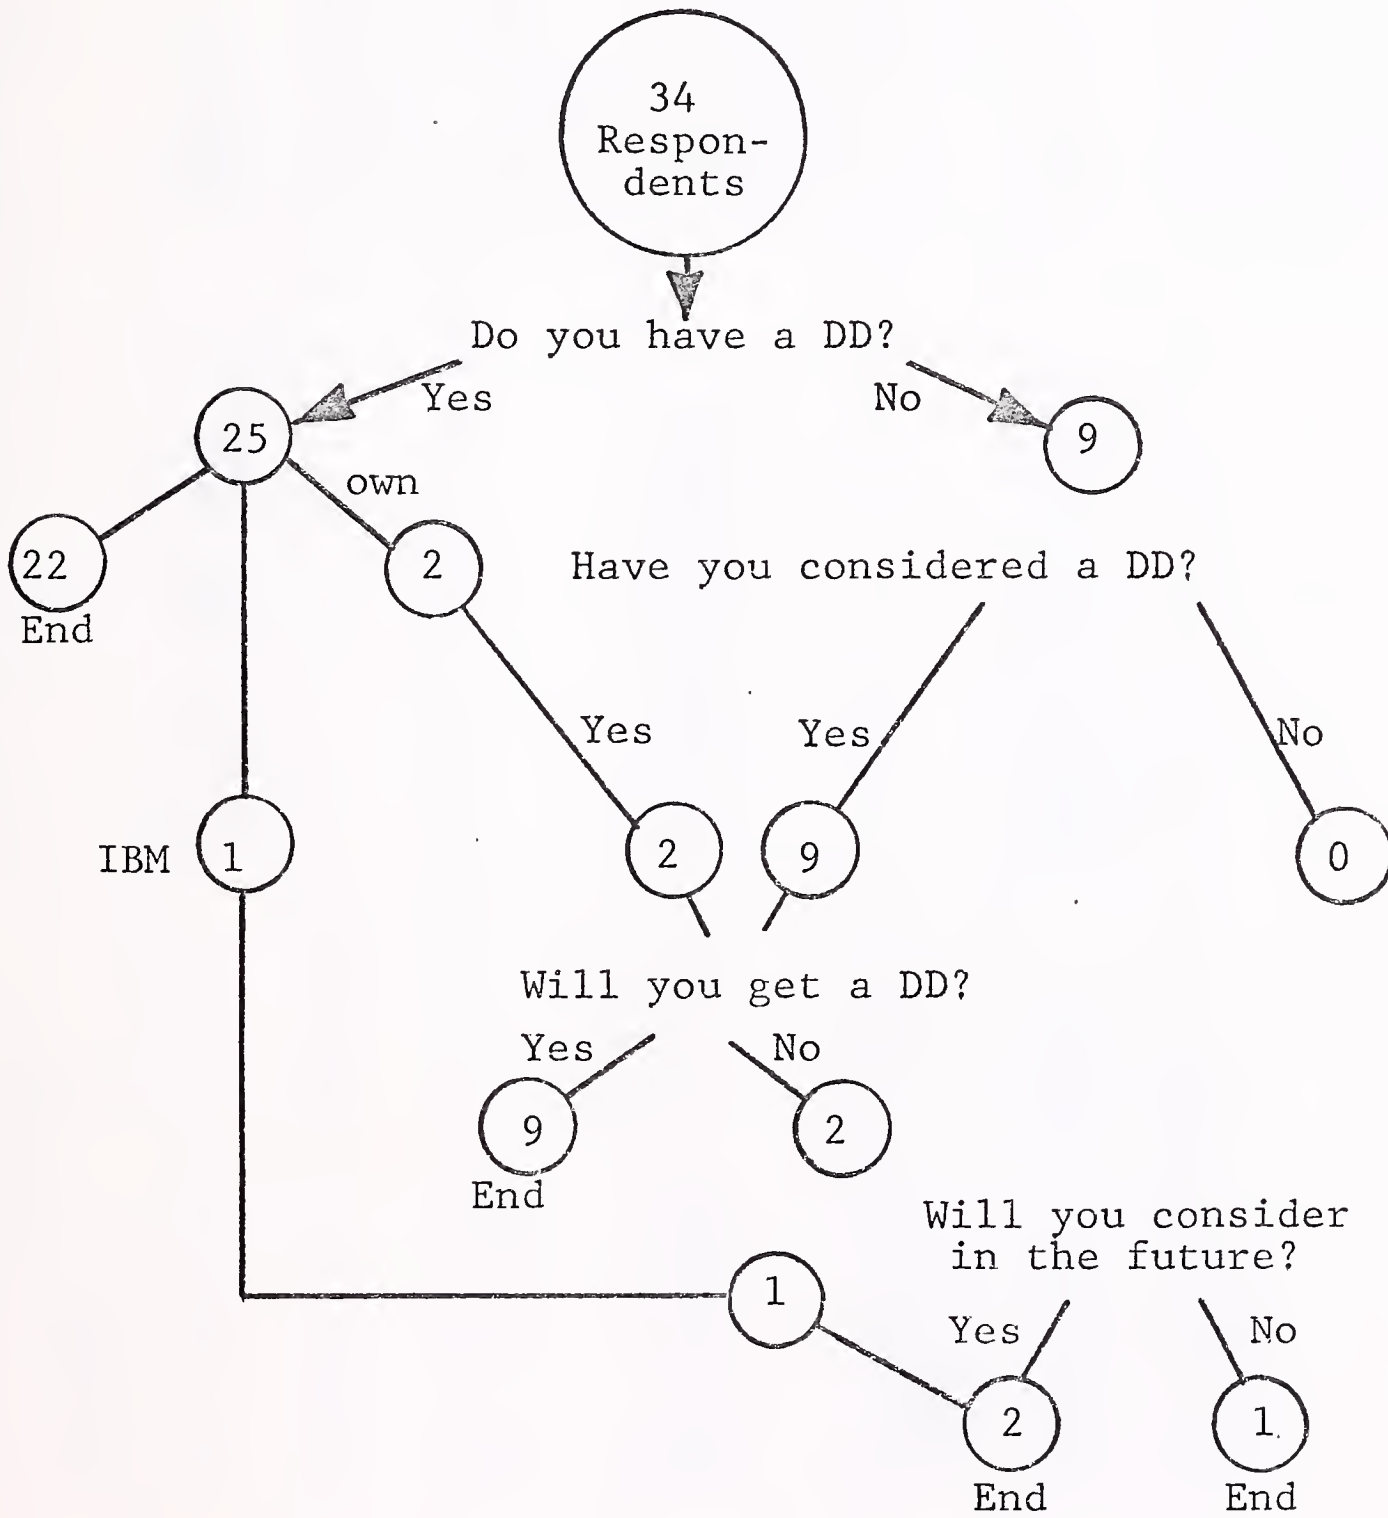 34
Respon-
dents
Do you have a DD?
Yes
No
25
9
own
22
2
Have you considered a DD?
End
Yes
Yes
No
IBM
1
2
9
0
Will you get a DD?
Yes
No
9
2
End
Will you consider
in the future?
1
Yes
No
2
1
End
End